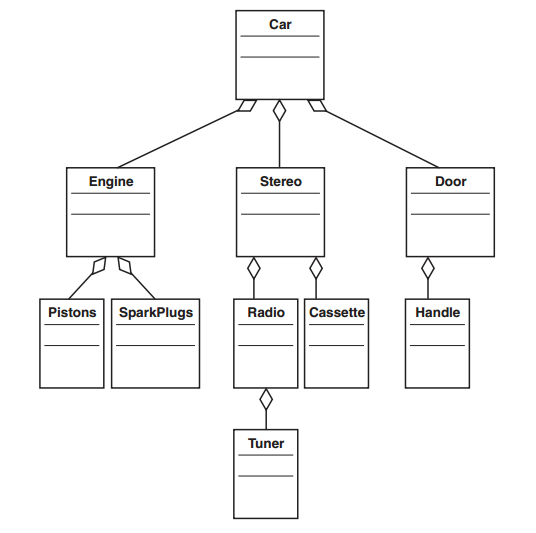 Car
Engine
Stereo
Door
Pistons
SparkPlugs
Radio
Cassette
Handle
Tuner